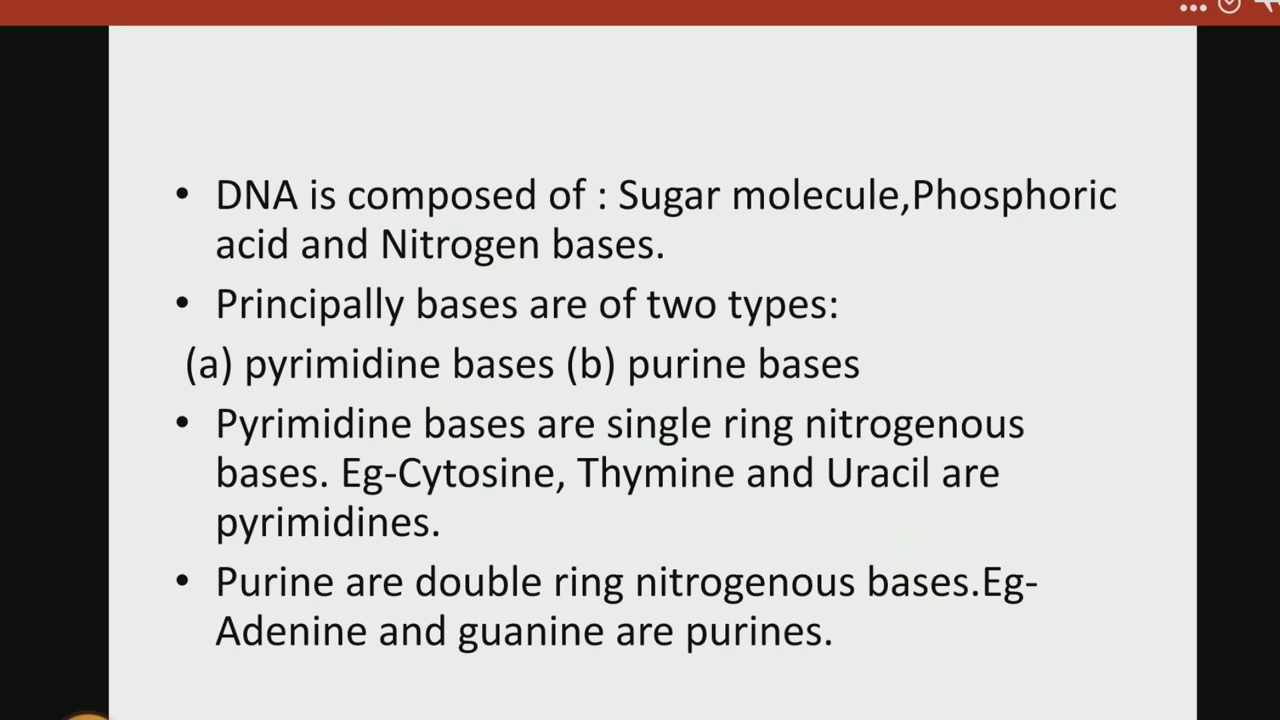 • DNA is composed of : Sugar molecule,Phosphoric
acid and Nitrogen bases.
• Principally bases are of two types:
(a) pyrimidine bases (b) purine bases
• Pyrimidine bases are single ring nitrogenous
bases. Eg-Cytosine, Thymine and Uracil are
pyrimidines.
• Purine are double ring nitrogenous bases.Eg-
Adenine and guanine are purines.